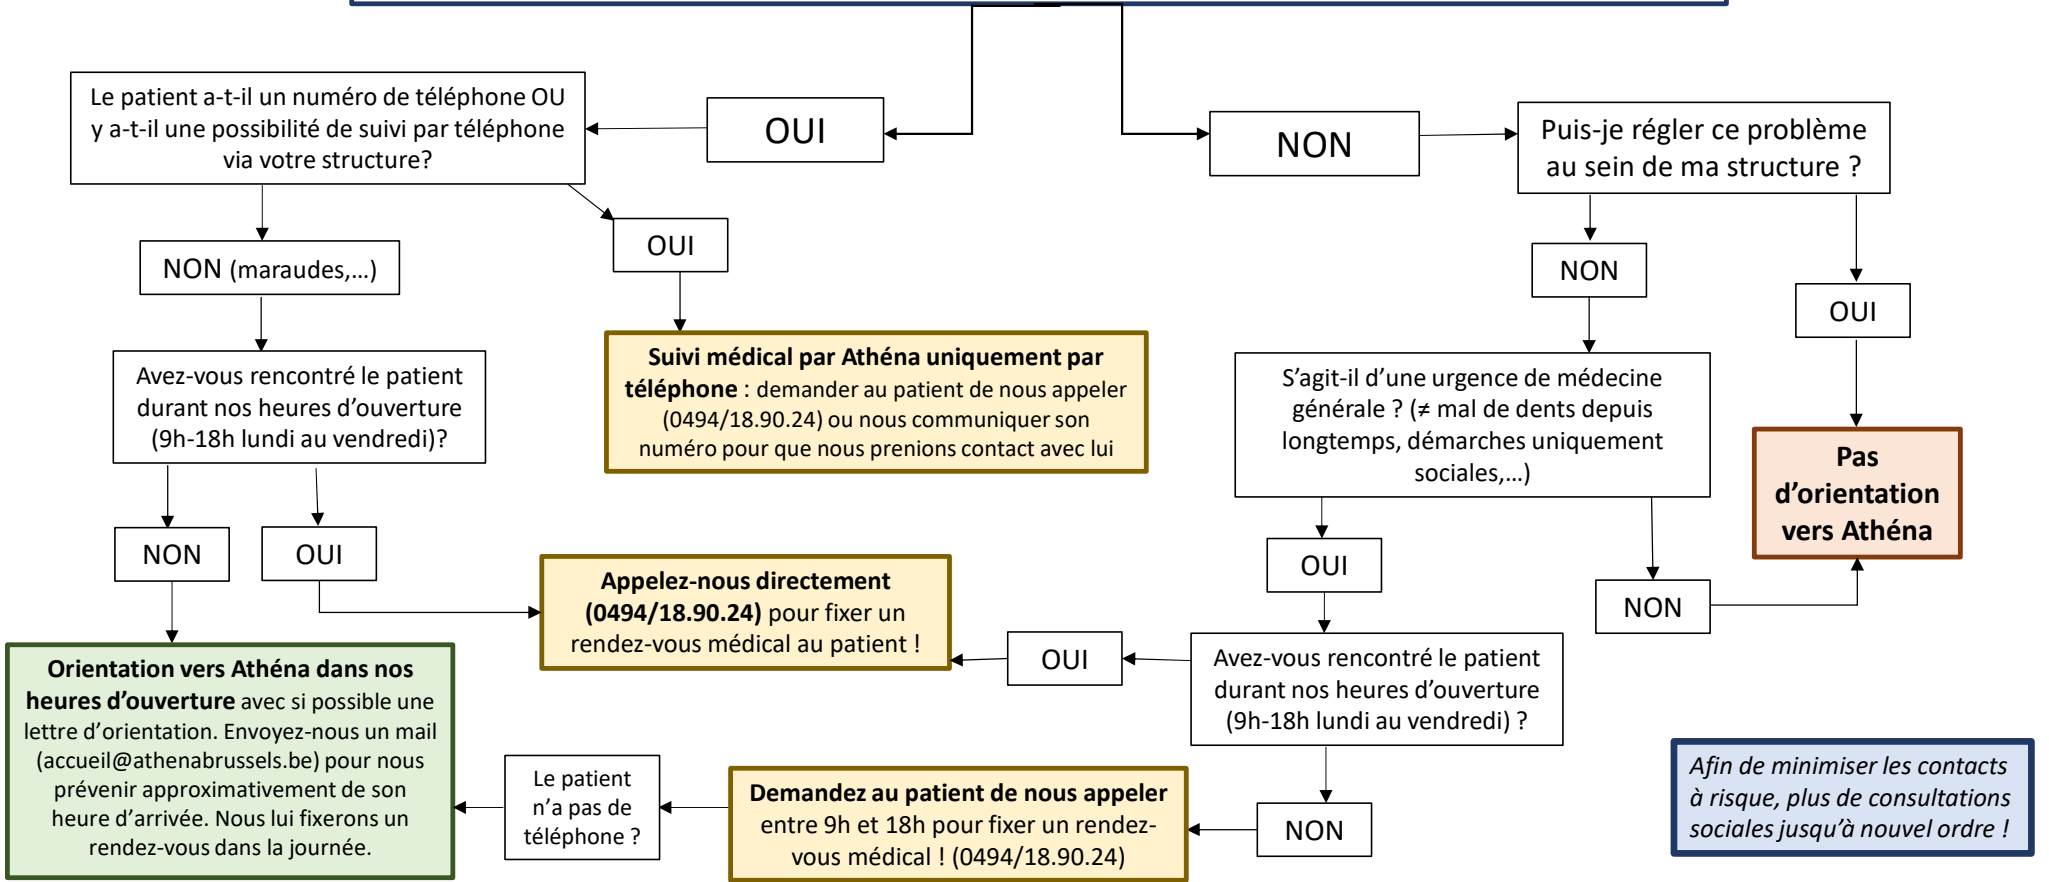 Le patient a-t-il un numéro de téléphone OU
y a-t-il une possibilité de suivi par téléphone
via votre structure?
OUI
NON
Puis-je régler ce problème
au sein de ma structure ?
OUI
NON (maraudes,…)
NON
OUI
Suivi médical par Athéna uniquement par
téléphone : demander au patient de nous appeler
(0494/18.90.24) ou nous communiquer son
numéro pour que nous prenions contact avec lui
Avez-vous rencontré le patient
durant nos heures d’ouverture
(9h-18h lundi au vendredi)?
S’agit-il d’une urgence de médecine
générale ? (≠ mal de dents depuis
longtemps, démarches uniquement
sociales,…)
Pas
d’orientation
vers Athéna
NON
OUI
OUI
NON
Appelez-nous directement
(0494/18.90.24) pour fixer un
rendez-vous médical au patient !
OUI
Avez-vous rencontré le patient
durant nos heures d’ouverture
(9h-18h lundi au vendredi) ?
Orientation vers Athéna dans nos
heures d’ouverture avec si possible une
lettre d’orientation. Envoyez-nous un mail
(accueil@athenabrussels.be) pour nous
prévenir approximativement de son
heure d’arrivée. Nous lui fixerons un
rendez-vous dans la journée.
Le patient
n’a pas de
téléphone ?
Demandez au patient de nous appeler
entre 9h et 18h pour fixer un rendez-
vous médical ! (0494/18.90.24)
NON
Afin de minimiser les contacts
à risque, plus de consultations
sociales jusqu’à nouvel ordre !